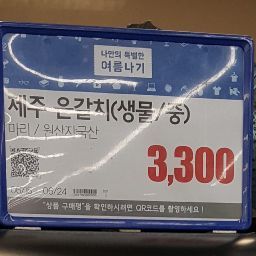 나만의 특별한
여름나기
제주 은갈치(생물/중)
마리 / 원산지국산
3,300
06/15 06/24
"상품 구매평"을 확인하시려면 QR코드를 촬영하세요 !